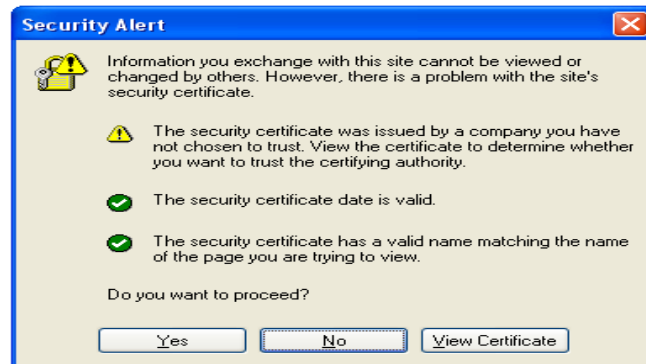 Security Alert
Information you exchange with this site cannot be viewed or
changed by others. However, there is a problem with the site's
security certificate.
The security certificate was issued by a company you have
not chosen to trust. View the certificate to determine whether
you want to trust the certifying authority.
The security certificate date is valid.
The security certificate has a valid name matching the name
of the page you are trying to view.
Do you want to proceed?
Yes No View Certificate